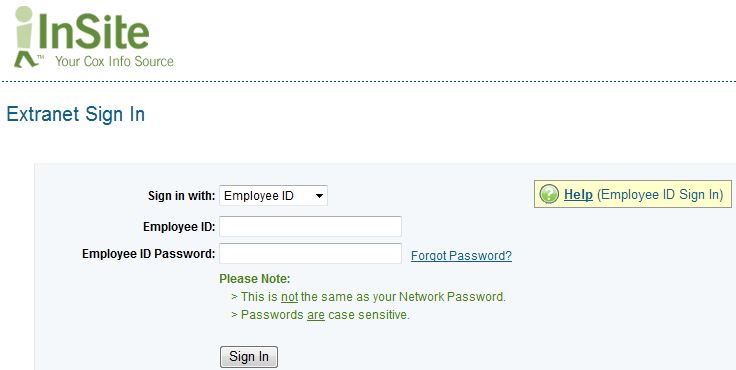 InSite™
Your Cox Info Source
Extranet Sign In
Sign in with: Employee ID
Help (Employee ID Sign In)
Employee ID:
Employee ID Password: Forgot Password?
Please Note:
> This is not the same as your Network Password.
> Passwords are case sensitive.
Sign In